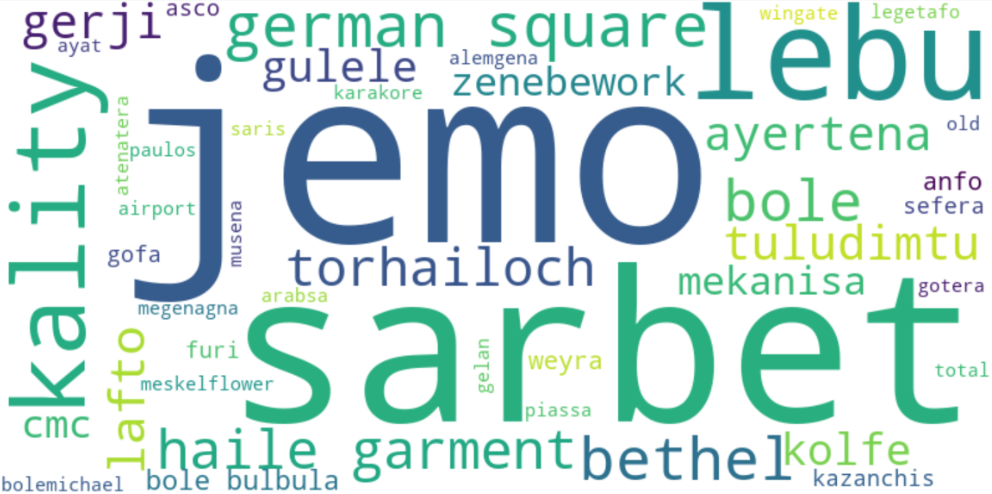 gerji
asco
ayat
german square
gulele
alemgena
zenebework
karakore
lebu
wingate
legetafo
kality
atenatera
paulos
saris
airport
gofa
musena
jemo
ayertena
old
anfo
sefera
bole
tuludimtu
torhailoch
mekanisa
gotera
megenagna
arabsa
furi
meskelflower
lafto
sarbet
gelan
weyra
piassa
total
cmc
haile garment
bethel
kolfe
kazanchis
bolemichael
bole bulbula